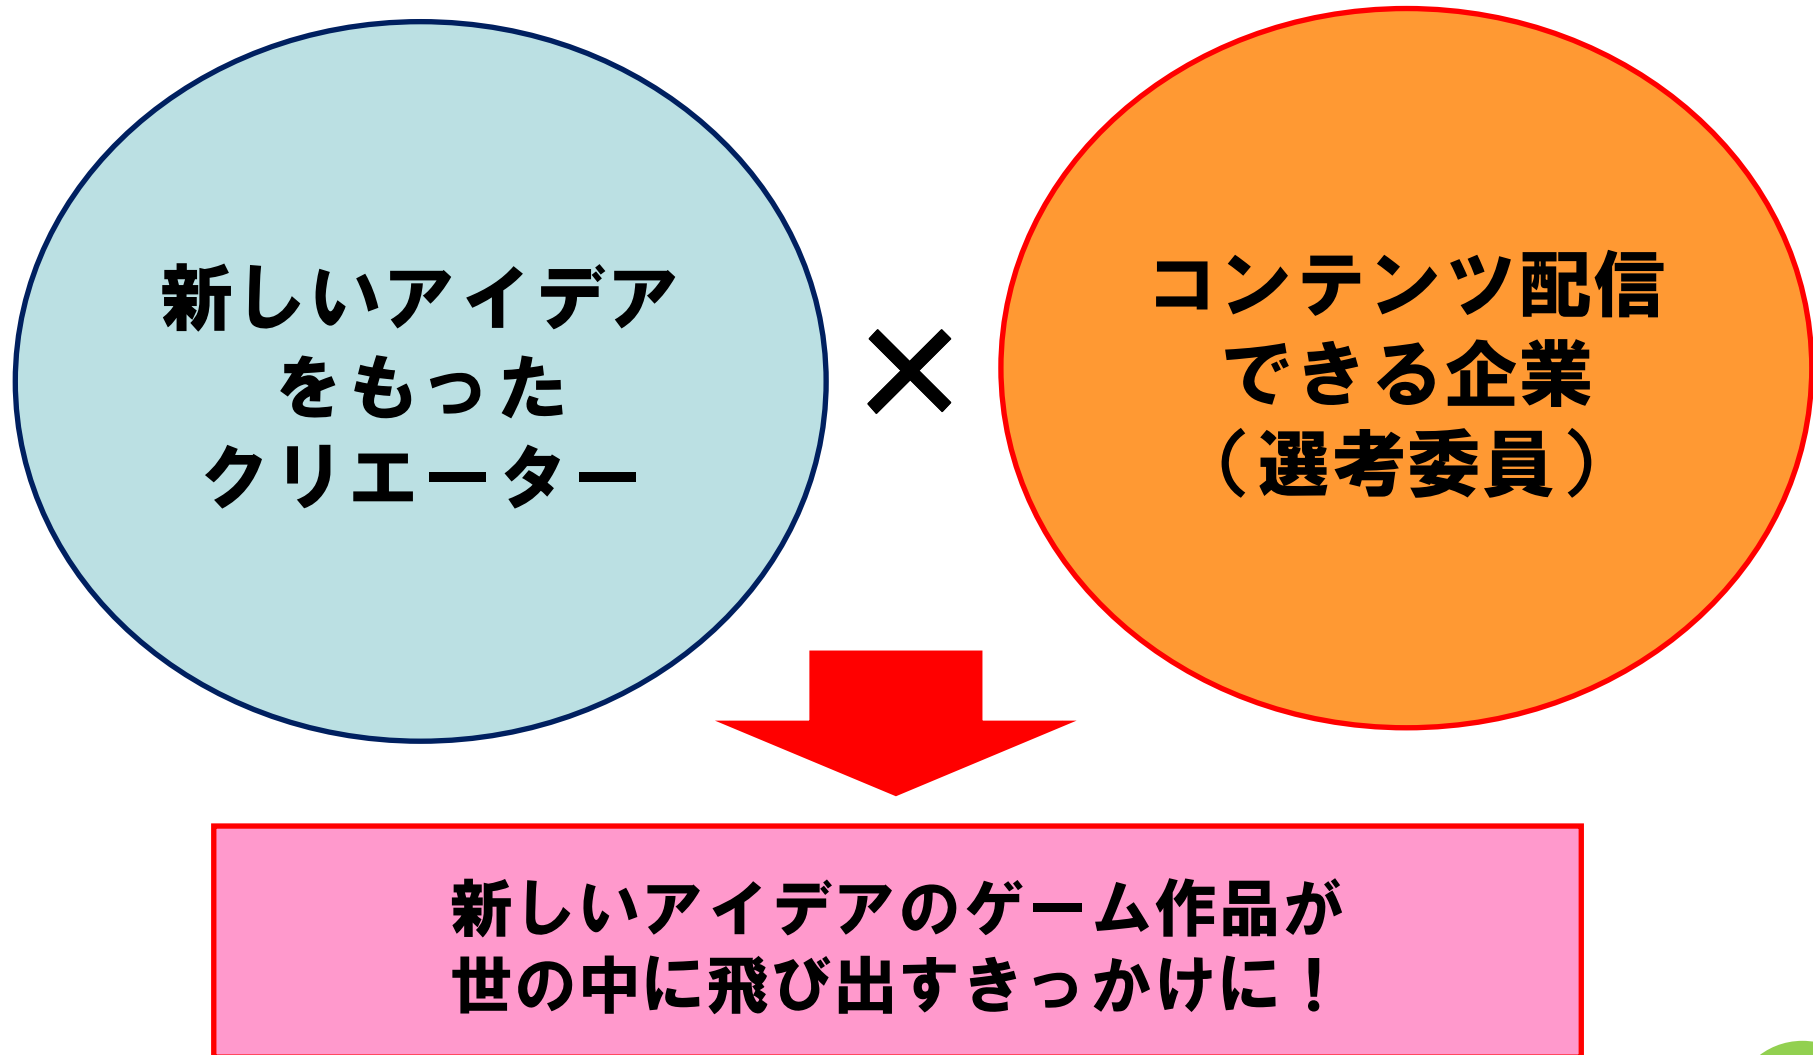 新しいアイデア
をもった
クリエーター
×
コンテンツ配信
できる企業
（選考委員）
新しいアイデアのゲーム作品が
世の中に飛び出すきっかけに！